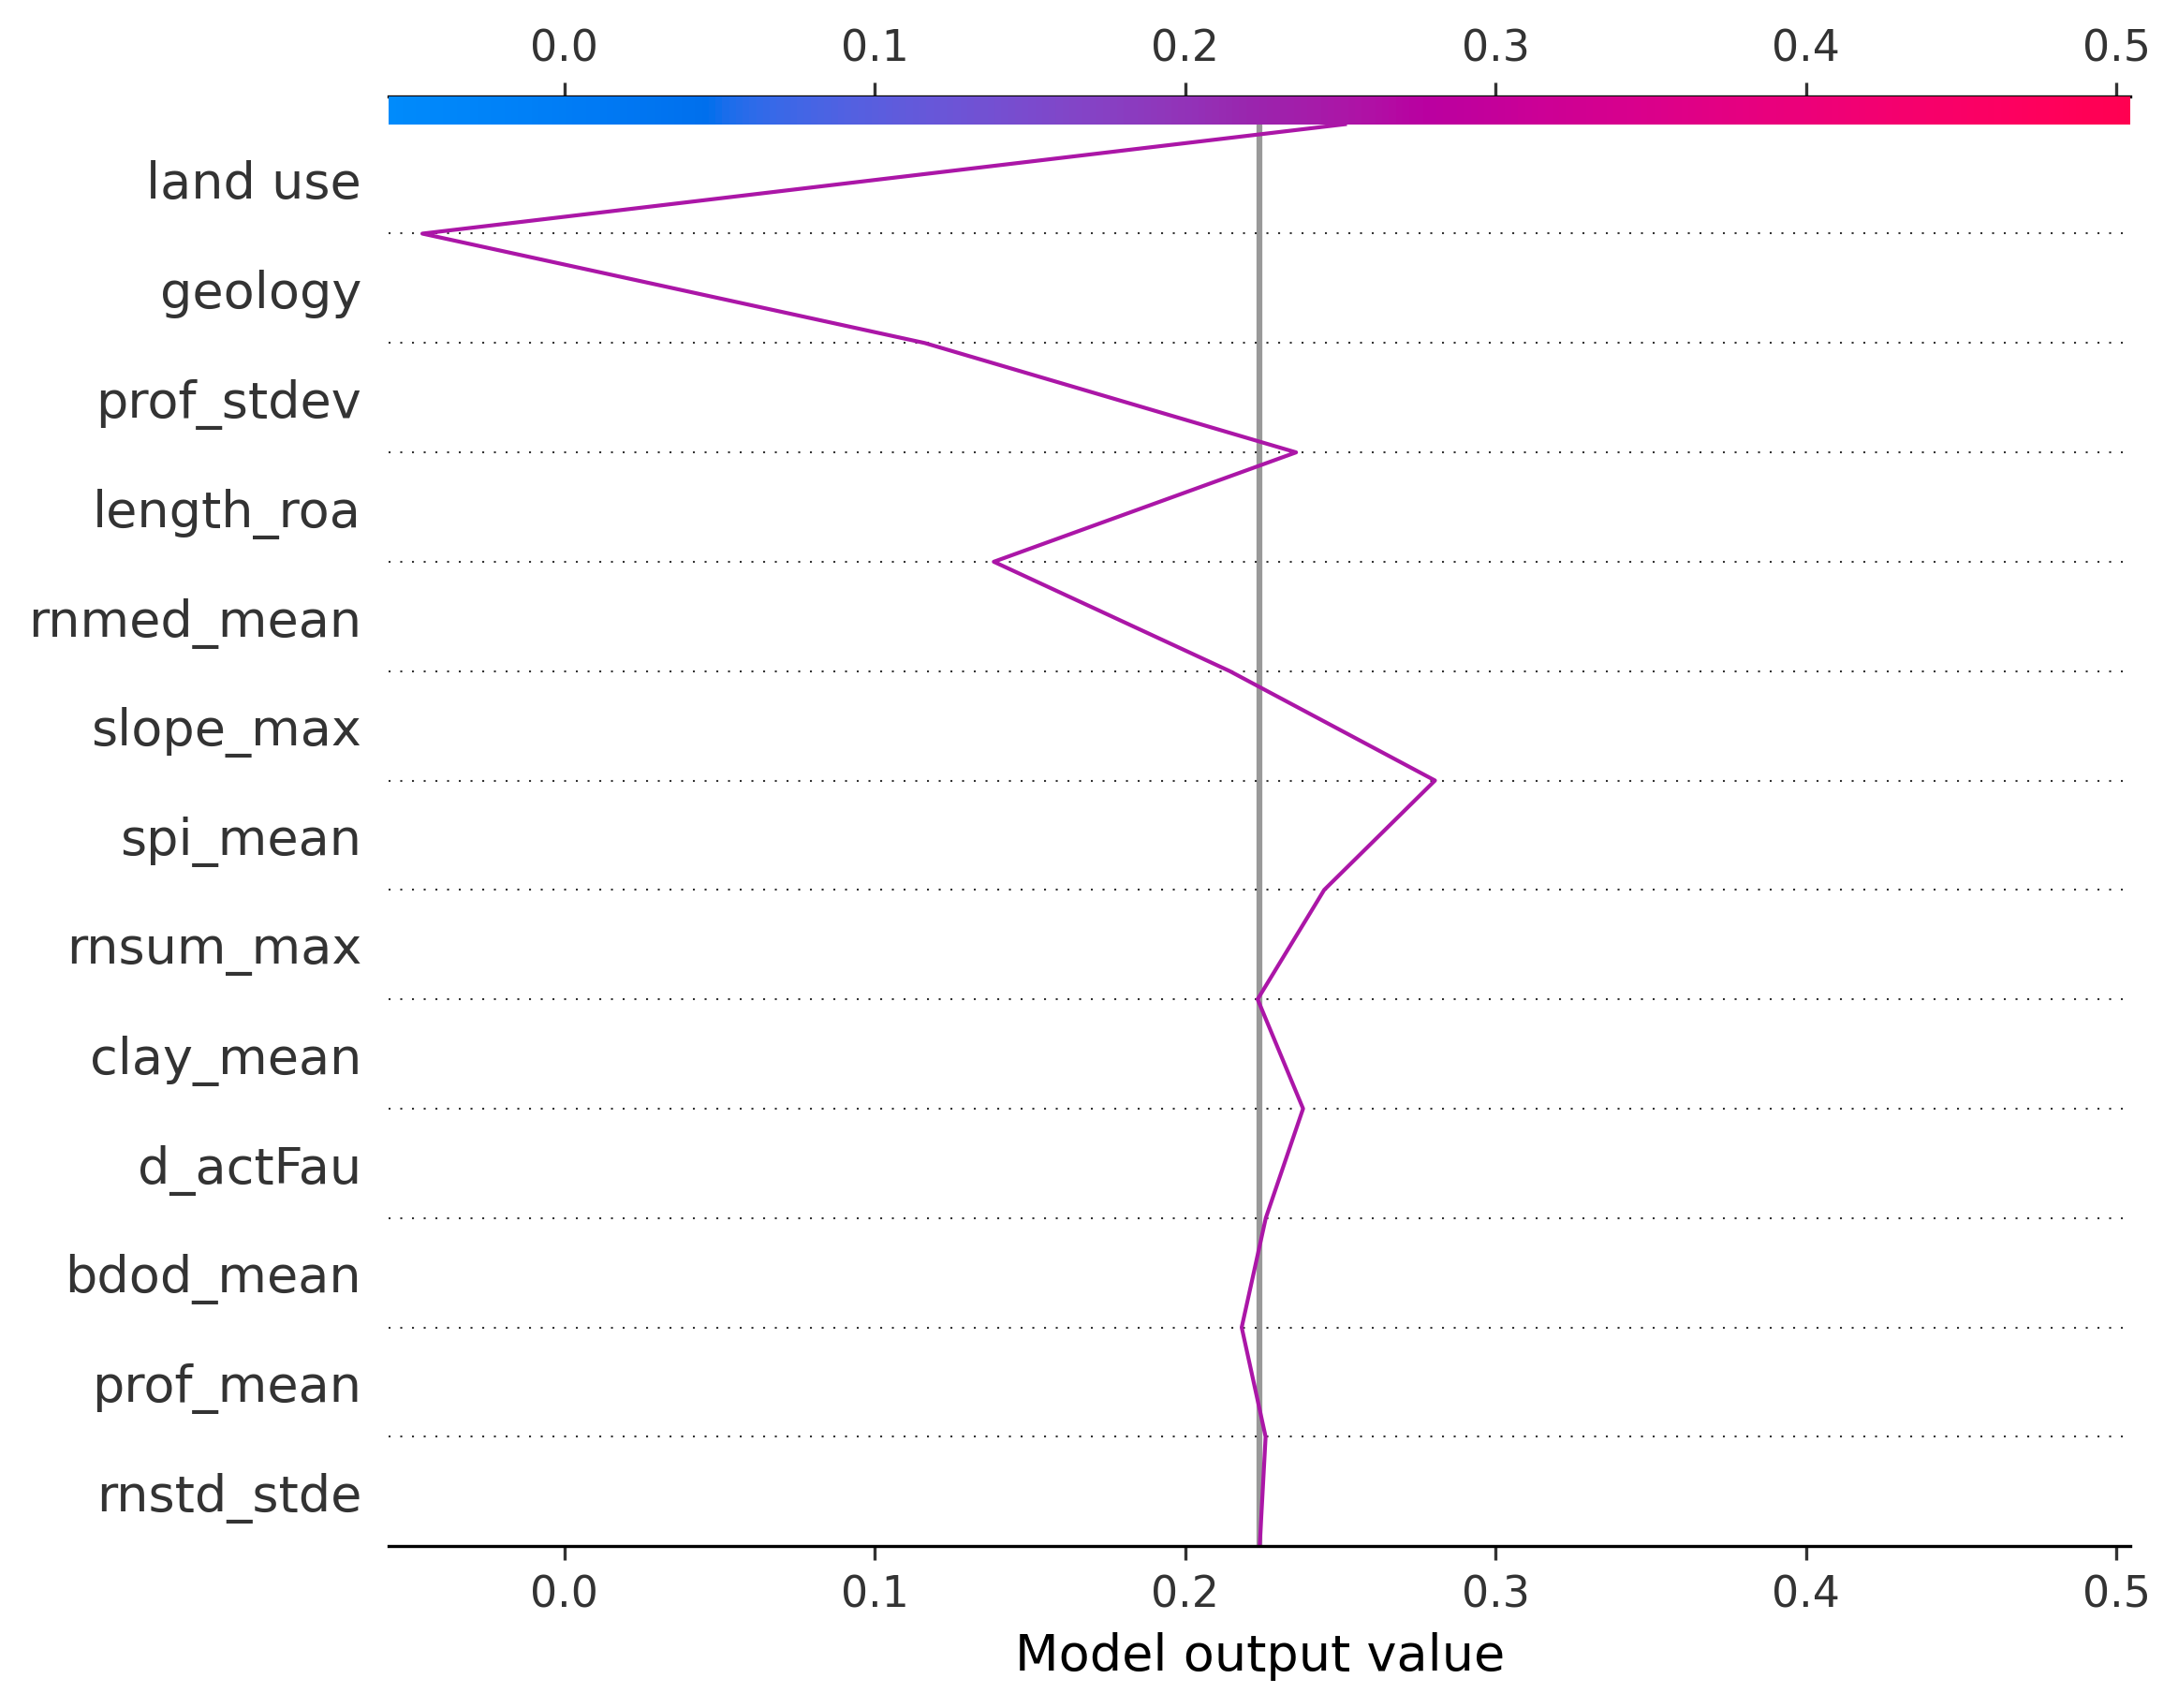 0.0 0.1 0.2 0.3 0.4 0.5
land use
geology
prof_stdev
length_roa
rnmed_mean
slope_max
spi_mean
rnsum_max
clay_mean
d_actFau
bdod_mean
prof_mean
rnstd_stde
0.0 0.1 0.2 0.3 0.4 0.5
Model output value